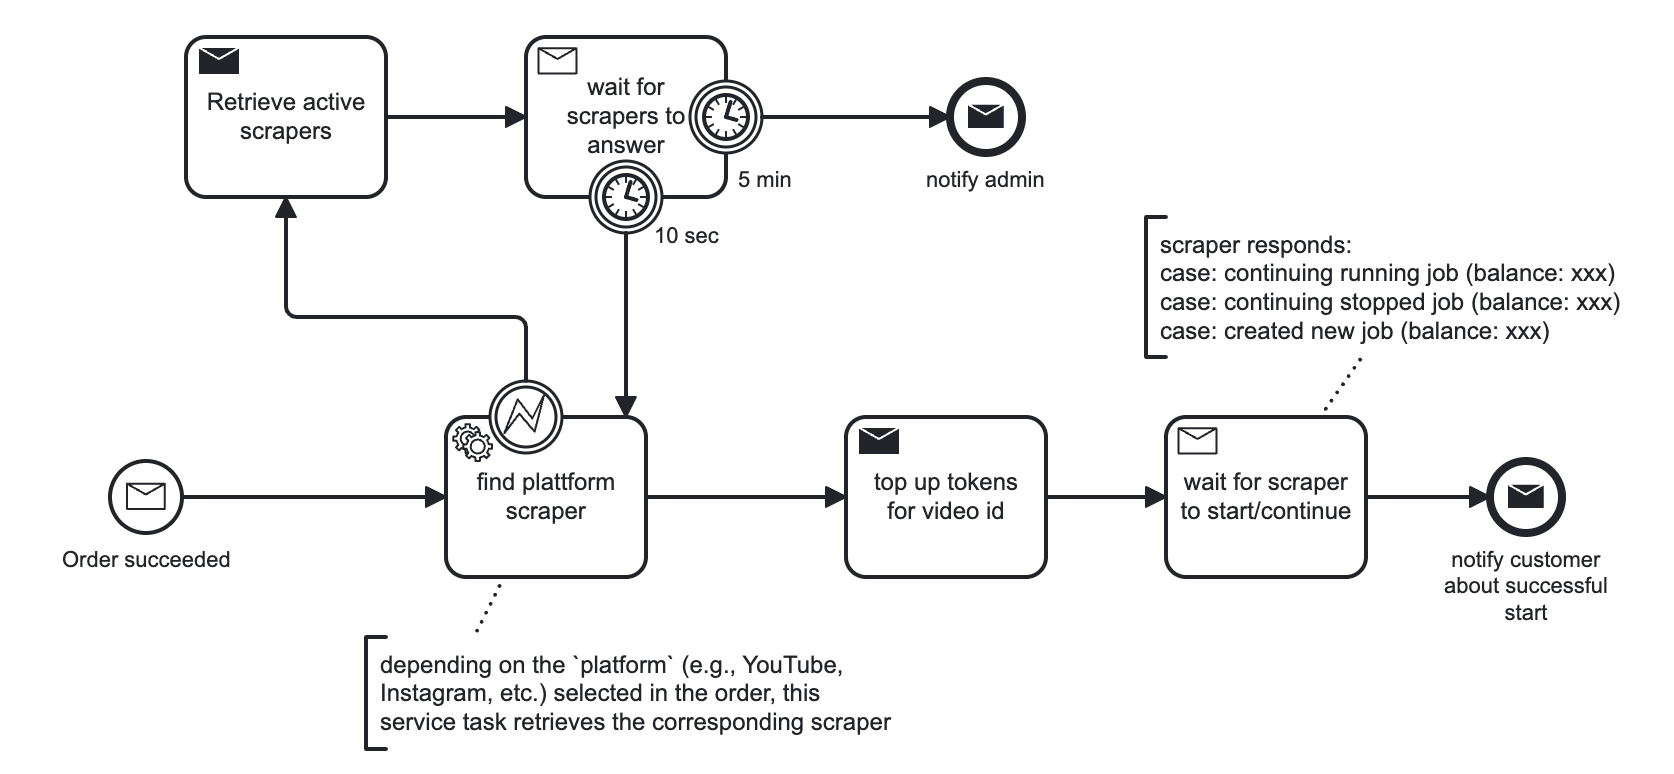 Retrieve active
scrapers
wait for
scrapers to
answer
5 min
10 sec
notify admin
scraper responds:
case: continuing running job (balance: xxx)
case: continuing stopped job (balance: xxx)
case: created new job (balance: xxx)
Order succeeded
find plattform
scraper
top up tokens
for video id
wait for scraper
to start/continue
notify customer
about successful
start
depending on the `platform` (e.g., YouTube,
Instagram, etc.) selected in the order, this
service task retrieves the corresponding scraper